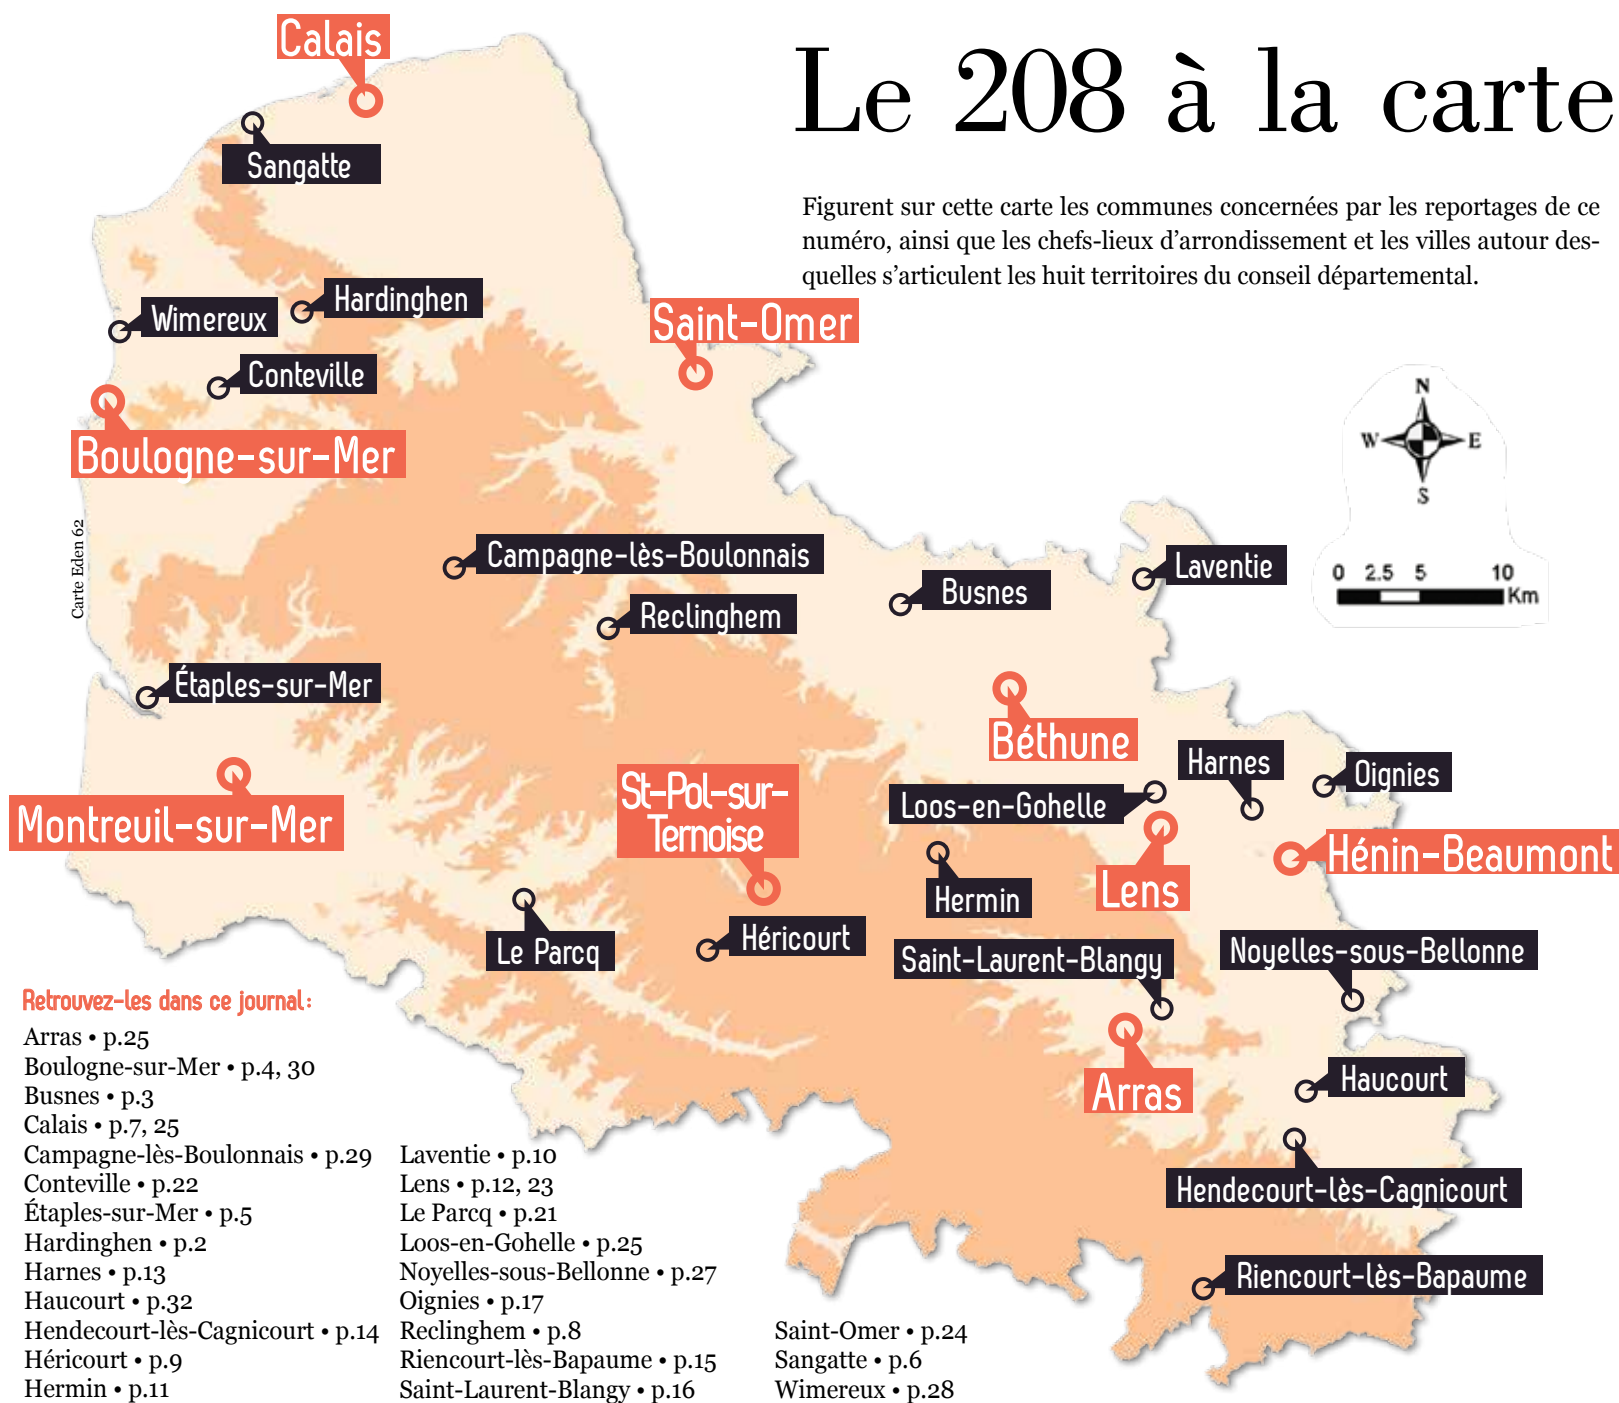 Le 208 à la carte
Figurent sur cette carte les communes concernées par les reportages de ce
numéro, ainsi que les chefs-lieux d'arrondissement et les villes autour des-
quelles s'articulent les huit territoires du conseil départemental.
Calais
Sangatte
Hardinghen
Wimereux
Saint-Omer
Conteville
Boulogne-sur-Mer
N
W
E
S
0 2.5 5 10
Km
Carte Eden 62
Campagne-lès-Boulonnais
Laventie
Busnes
Reclinghem
Étaples-sur-Mer
Béthune
Harnes
Oignies
St-Pol-sur-
Ternoise
Loos-en-Gohelle
Montreuil-sur-Mer
Hénin-Beaumont
Lens
Hermin
Héricourt
Le Parcq
Saint-Laurent-Blangy
Noyelles-sous-Bellonne
Arras
Haucourt
Hendecourt-lès-Cagnicourt
Riencourt-lès-Bapaume
Retrouvez-les dans ce journal :
Arras • p.25
Boulogne-sur-Mer • p.4, 30
Busnes • p.3
Calais • p.7, 25
Campagne-lès-Boulonnais • p.29
Conteville • p.22
Étaples-sur-Mer • p.5
Hardinghen • p.2
Harnes • p.13
Haucourt • p.32
Hendecourt-lès-Cagnicourt • p.14
Héricourt • p.9
Hermin • p.11
Laventie • p.10
Lens • p.12, 23
Le Parcq • p.21
Loos-en-Gohelle • p.25
Noyelles-sous-Bellonne • p.27
Oignies • p.17
Reclinghem • p.8
Riencourt-lès-Bapaume • p.15
Saint-Laurent-Blangy • p.16
Saint-Omer • p.24
Sangatte • p.6
Wimereux • p.28